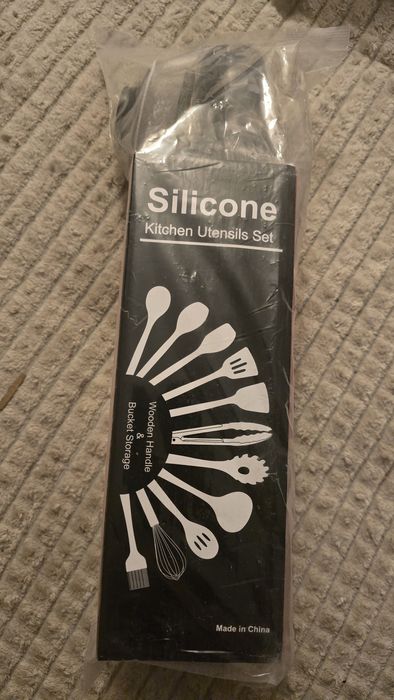 Silicone
Kitchen Utensils Set
Wooden Handle
&
Bucket Storage
Made in China